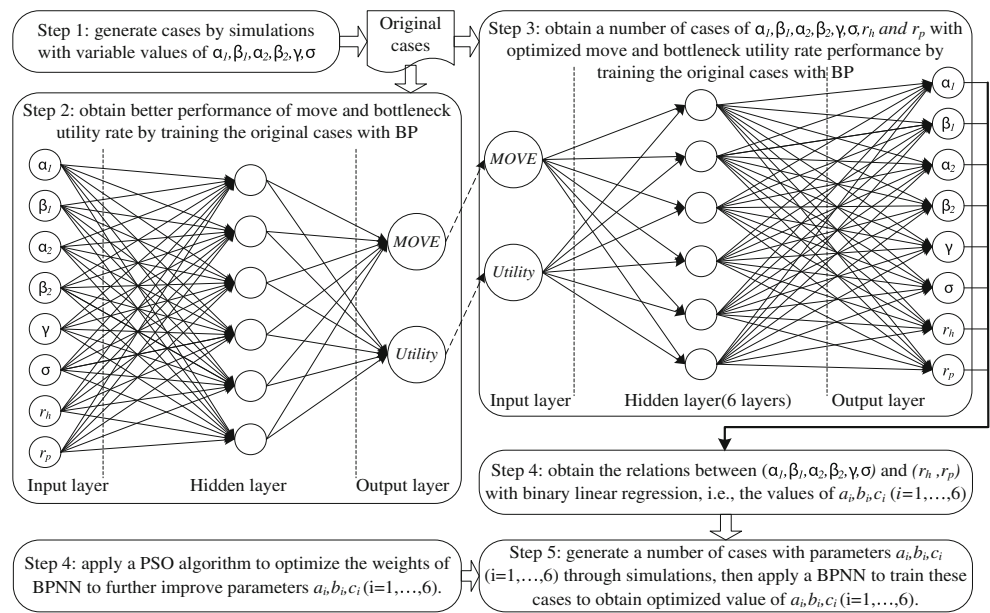 Step 1: generate cases by simulations
with variable values of α1,β1,α2,β2,γ,σ
Original
cases
Step 2: obtain better performance of move and bottleneck
utility rate by training the original cases with BP
α1
β1
α2
β2
γ
σ
rh
rp
MOVE
Utility
Input layer
Hidden layer
Output layer
Step 3: obtain a number of cases of α1,β1,α2,β2,γ,σ,rh and rp with
optimized move and bottleneck utility rate performance by
training the original cases with BP
MOVE
Utility
α1
β1
α2
β2
γ
σ
rh
rp
Input layer
Hidden layer(6 layers)
Output layer
Step 4: obtain the relations between (α1,β1,α2,β2,γ,σ) and (rh ,rp)
with binary linear regression, i.e., the values of ai,bi,ci (i=1,…,6)
Step 4: apply a PSO algorithm to optimize the weights of
BPNN to further improve parameters ai,bi,ci (i=1,…,6).
Step 5: generate a number of cases with parameters ai,bi,ci
(i=1,…,6) through simulations, then apply a BPNN to train these
cases to obtain optimized value of ai,bi,ci (i=1,…,6).